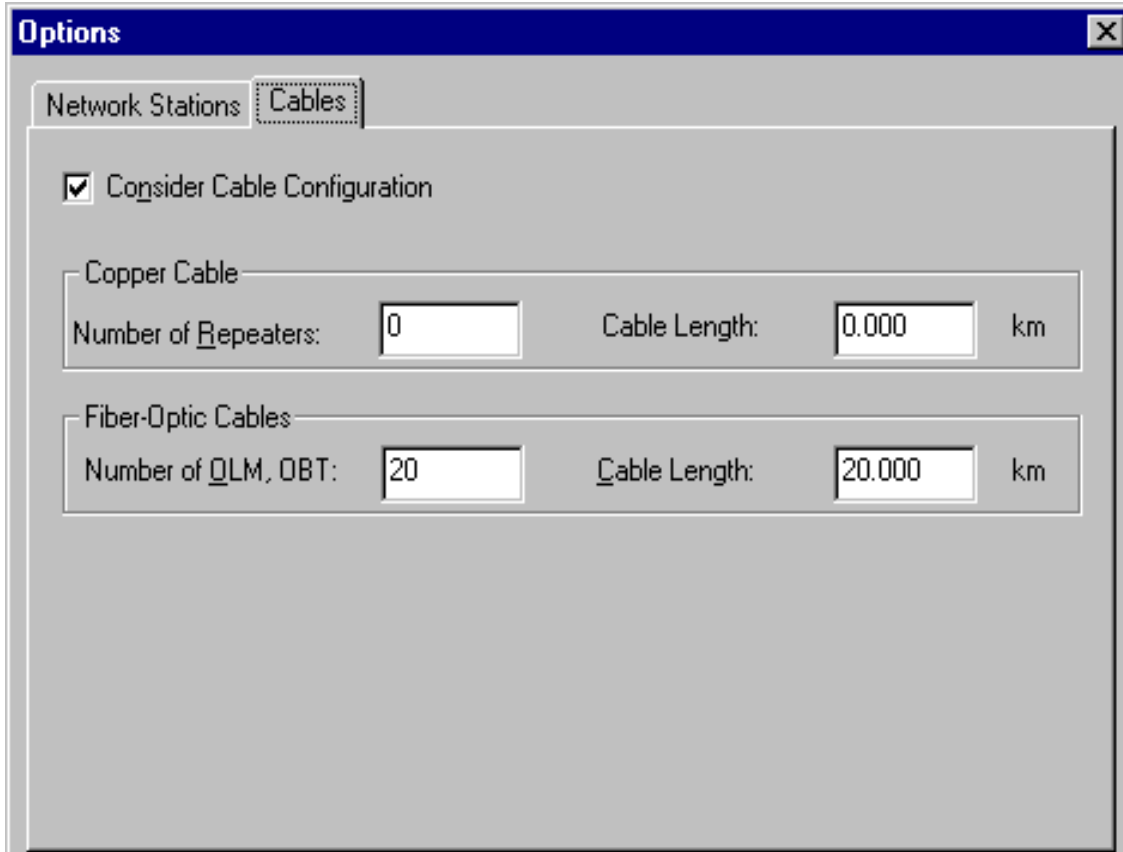 Options
Network Stations Cables
Consider Cable Configuration
Copper Cable
Number of Repeaters: 0 Cable Length: 0.000 km
Fiber-Optic Cables
Number of OLM, OBT: 20 Cable Length: 20.000 km